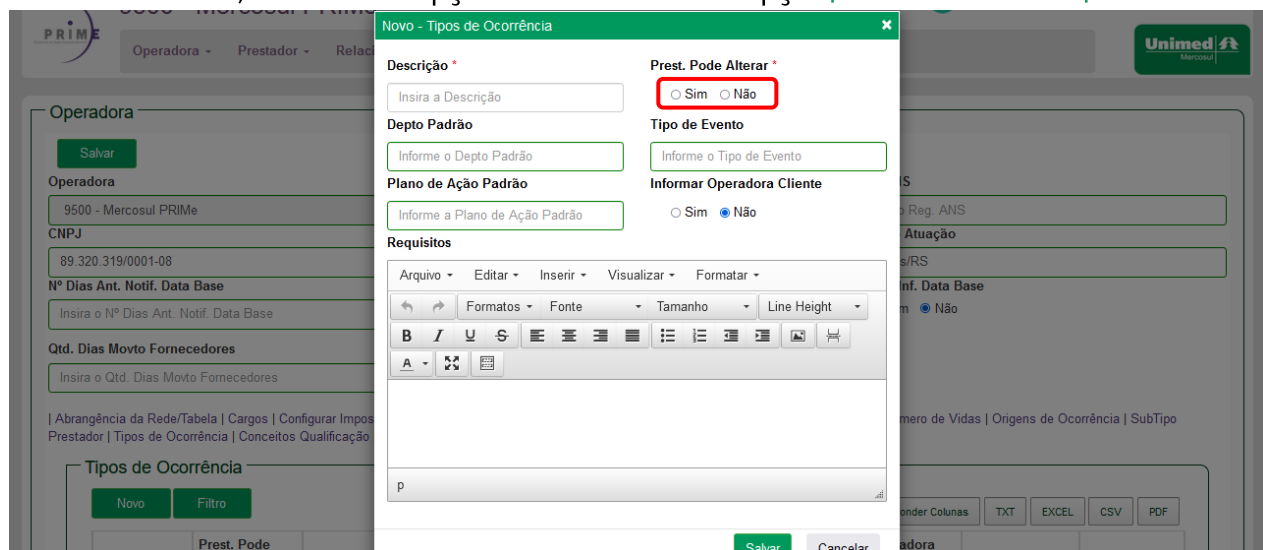 Novo - Tipos de Ocorrência ×
PRIME
Operadora Prestador
Unimed
Mercosul
Descrição * Prest. Pode Alterar *
Insira a Descrição Sim Não
Operadora
Depto Padrão Tipo de Evento
Salvar Informe o Depto Padrão Informe o Tipo de Evento
Operadora Plano de Ação Padrão Informar Operadora Cliente
9500 - Mercosul PRIMe Informe a Plano de Ação Padrão Sim Não Reg. ANS
CNPJ Requisitos Atuação
89.320.319/0001-08 Arquivo Editar Inserir Visualizar Formatar s/RS
Nº Dias Ant. Notif. Data Base Inf. Data Base
Insira o Nº Dias Ant. Notif. Data Base Formatos Fonte Tamanho Line Height Não
B I U S
Qtd. Dias Movto Fornecedores
A
Insira o Qtd. Dias Movto Fornecedores
| Abrangência da Rede/Tabela | Cargos | Configurar Impos mero de Vidas | Origens de Ocorrência | SubTipo
Prestador | Tipos de Ocorrência | Conceitos Qualificação
Tipos de Ocorrência
p
Novo Filtro onder Colunas TXT EXCEL CSV PDF
Prest. Pode Salvar Cancelar adora